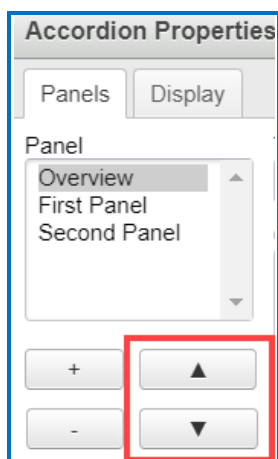 Accordion Properties
Panels Display
Panel
Overview
First Panel
Second Panel
+ ▲
- ▼